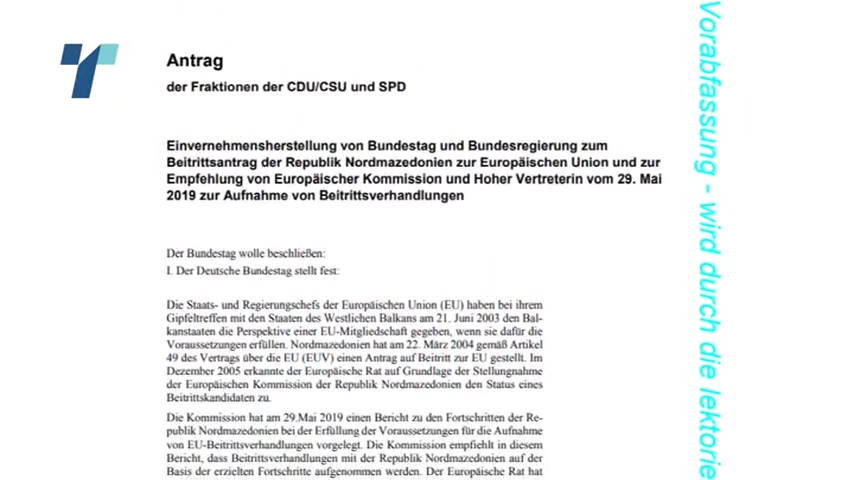 Antrag
der Fraktionen der CDU/CSU und SPD
Einvernehmensherstellung von Bundestag und Bundesregierung zum
Beitrittsantrag der Republik Nordmazedonien zur Europäischen Union und zur
Empfehlung von Europäischer Kommission und Hoher Vertreterin vom 29. Mai
2019 zur Aufnahme von Beitrittsverhandlungen
Der Bundestag wolle beschließen:
I. Der Deutsche Bundestag stellt fest:
Die Staats- und Regierungschefs der Europäischen Union (EU) haben bei ihrem
Gipfeltreffen mit den Staaten des Westlichen Balkans am 21. Juni 2003 den Bal-
kanstaaten die Perspektive einer EU-Mitgliedschaft gegeben, wenn sie dafür die
Voraussetzungen erfüllen. Nordmazedonien hat am 22. März 2004 gemäß Artikel
49 des Vertrags über die EU (EUV) einen Antrag auf Beitritt zur EU gestellt. Im
Dezember 2005 erkannte der Europäische Rat auf Grundlage der Stellungnahme
der Europäischen Kommission der Republik Nordmazedonien den Status eines
Beitrittskandidaten zu.
Die Kommission hat am 29.Mai 2019 einen Bericht zu den Fortschritten der Re-
publik Nordmazedonien bei der Erfüllung der Voraussetzungen für die Aufnahme
von EU-Beitrittsverhandlungen vorgelegt. Die Kommission empfiehlt in diesem
Bericht, dass Beitrittsverhandlungen mit der Republik Nordmazedonien auf der
Basis der erzielten Fortschritte aufgenommen werden. Der Europäische Rat hat
Vorabfassung - wird durch die lektorie